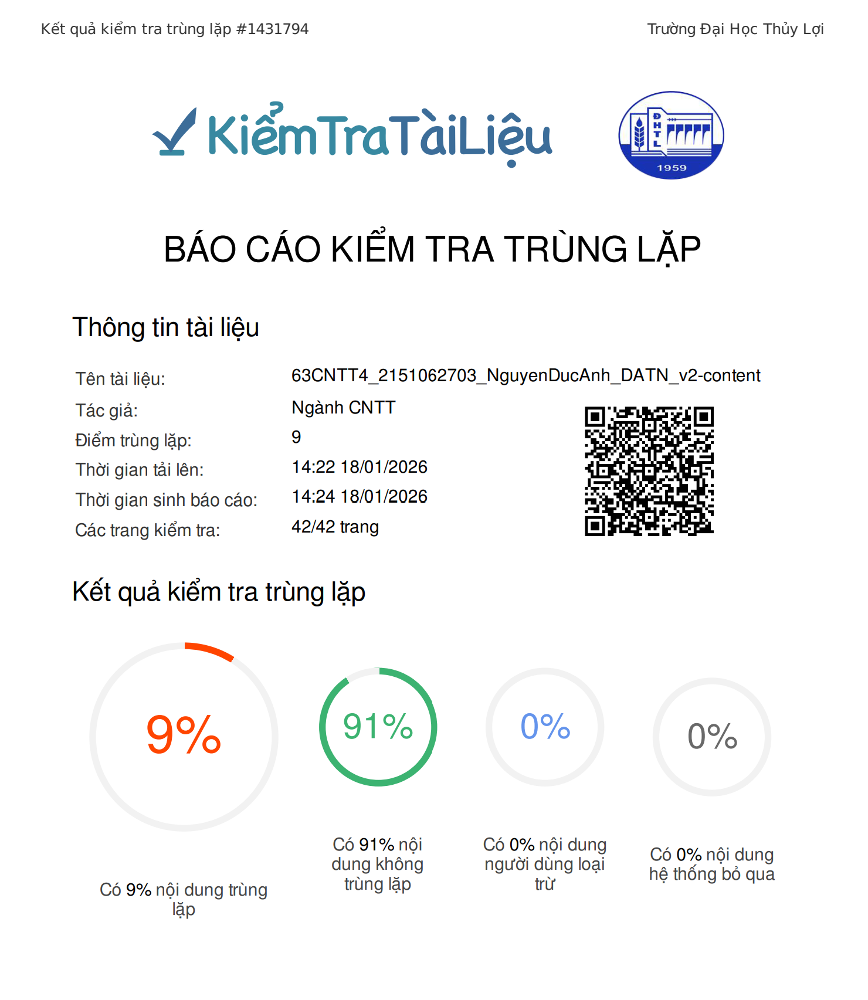 Kết quả kiểm tra trùng lặp #1431794
Trường Đại Học Thủy Lợi
KiểmTraTàiLiệu
ĐHTL
1959
BÁO CÁO KIỂM TRA TRÙNG LẶP
Thông tin tài liệu
Tên tài liệu: 63CNTT4_2151062703_NguyenDucAnh_DATN_v2-content
Tác giả: Ngành CNTT
Điểm trùng lặp: 9
Thời gian tải lên: 14:22 18/01/2026
Thời gian sinh báo cáo: 14:24 18/01/2026
Các trang kiểm tra: 42/42 trang
Kết quả kiểm tra trùng lặp
9%
Có 9% nội dung trùng
lặp
91%
Có 91% nội
dung không
trùng lặp
0%
Có 0% nội dung
người dùng loại
trừ
0%
Có 0% nội dung
hệ thống bỏ qua